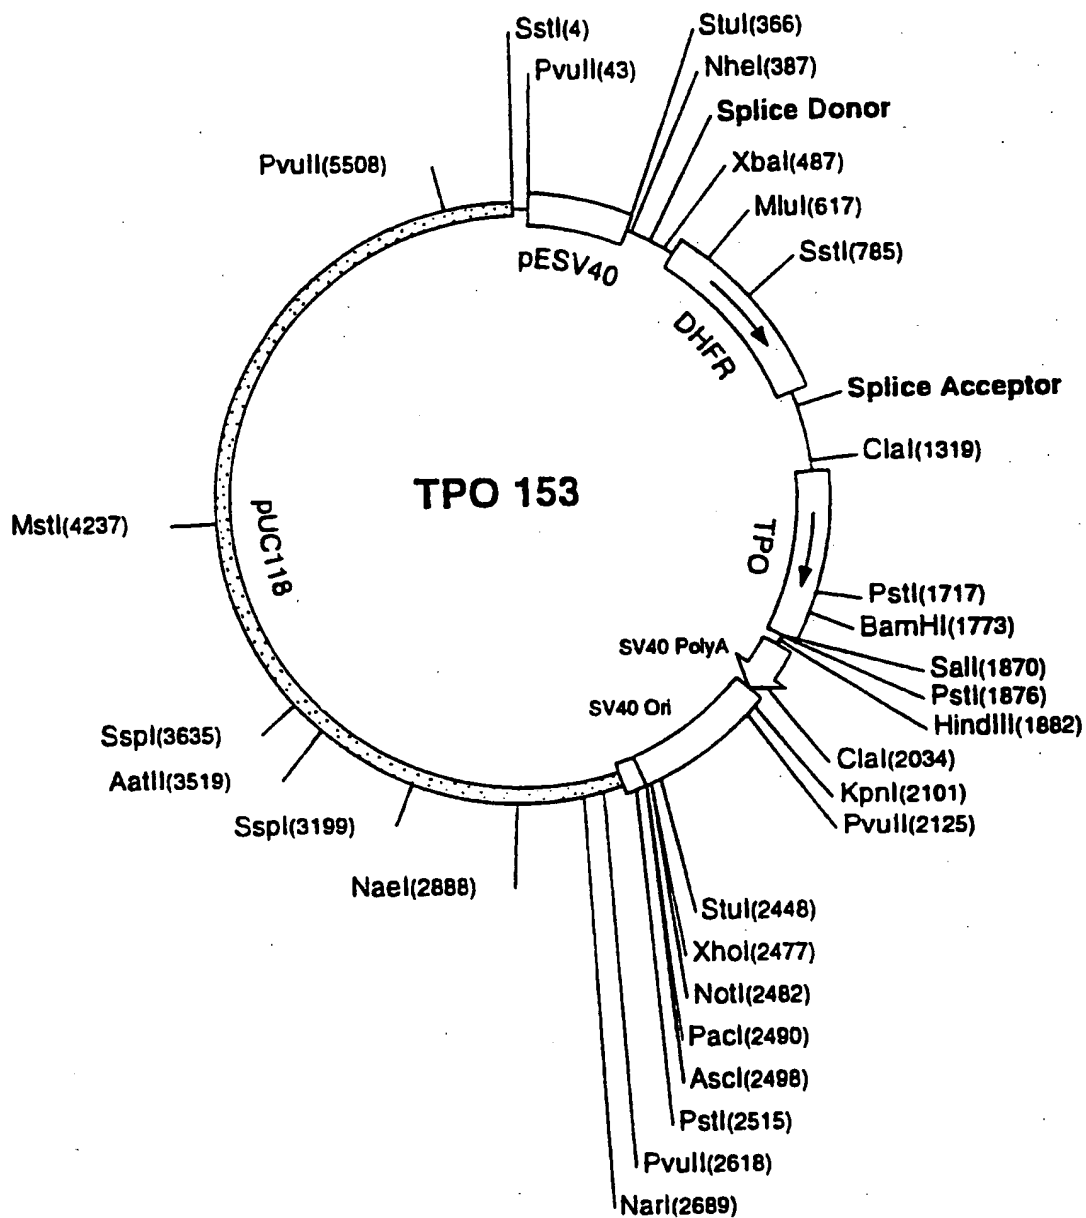 SstI(4)
PvuII(43)
StuI(366)
NheI(387)
Splice Donor
XbaI(487)
MluI(617)
SstI(785)
PvuII(5508)
pESV40
DHFR
Splice Acceptor
ClaI(1319)
TPO 153
MstI(4237)
pUC118
TPO
PstI(1717)
BamHI(1773)
SV40 PolyA
SalI(1870)
PstI(1876)
HindIII(1882)
SV40 Ori
ClaI(2034)
KpnI(2101)
PvuII(2125)
SspI(3635)
AatII(3519)
SspI(3199)
NaeI(2888)
StuI(2448)
XhoI(2477)
NotI(2482)
PacI(2490)
AscI(2498)
PstI(2515)
PvuII(2618)
NarI(2689)